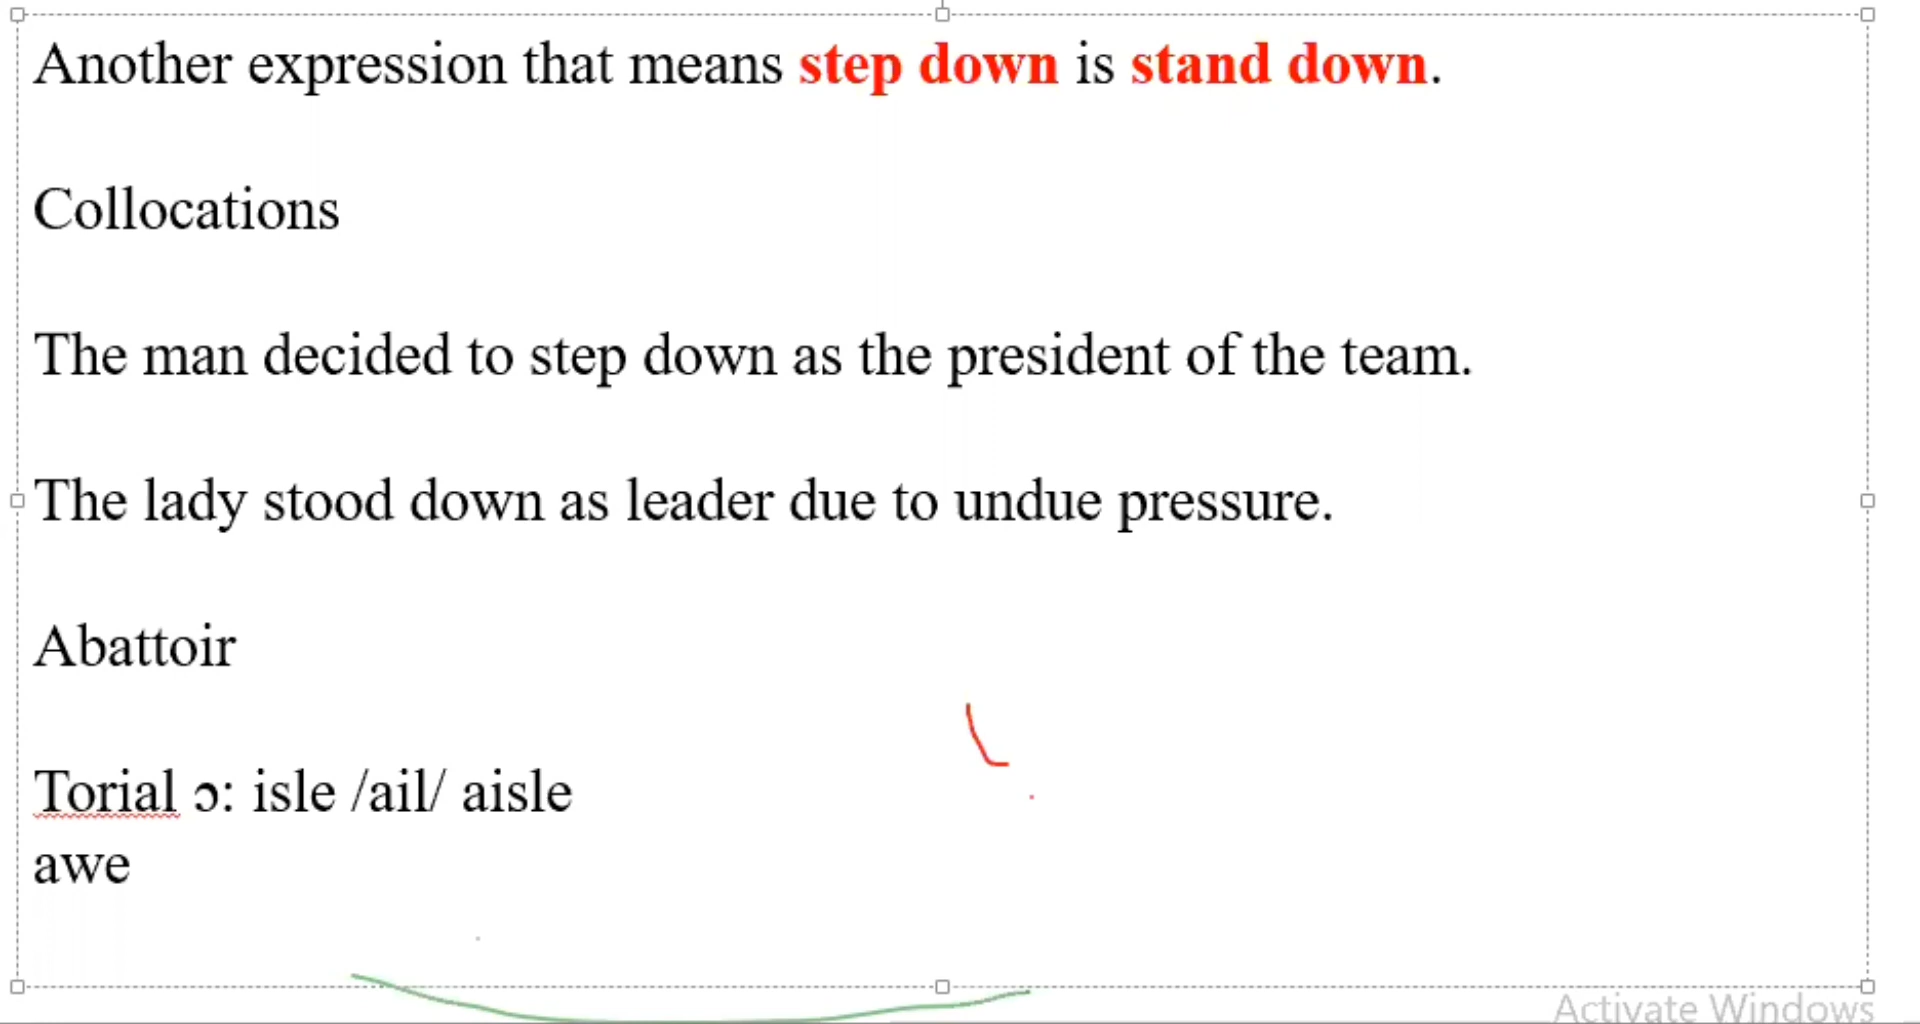 Another expression that means step down is stand down.
Collocations
The man decided to step down as the president of the team.
The lady stood down as leader due to undue pressure.
Abattoir
Torial ɔ: isle /ail/ aisle
awe
Activate Windows